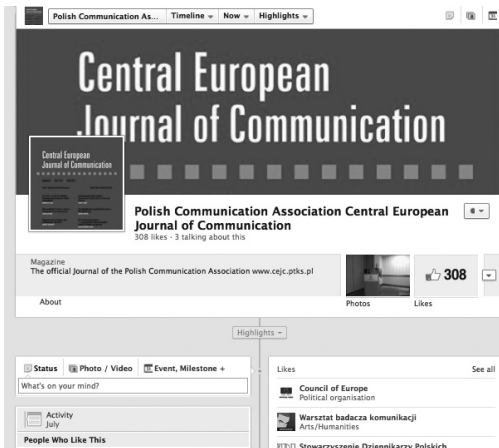 Polish Communication As... Timeline Now Highlights
Central European
Journal of Communication
Central European
Journal of Communication
Polish Communication Association Central European
Journal of Communication
308 likes · 3 talking about this
Magazine
The official Journal of the Polish Communication Association www.cejc.ptks.pl
308
About
Photos Likes
Highlights
Status Photo / Video Event, Milestone +
What's on your mind?
Activity
July
People Who Like This
Likes See all
Council of Europe
Political organisation
Warsztat badacza komunikacji
Arts/Humanities
Stowarzyszenie Dziennikarzy Polskich